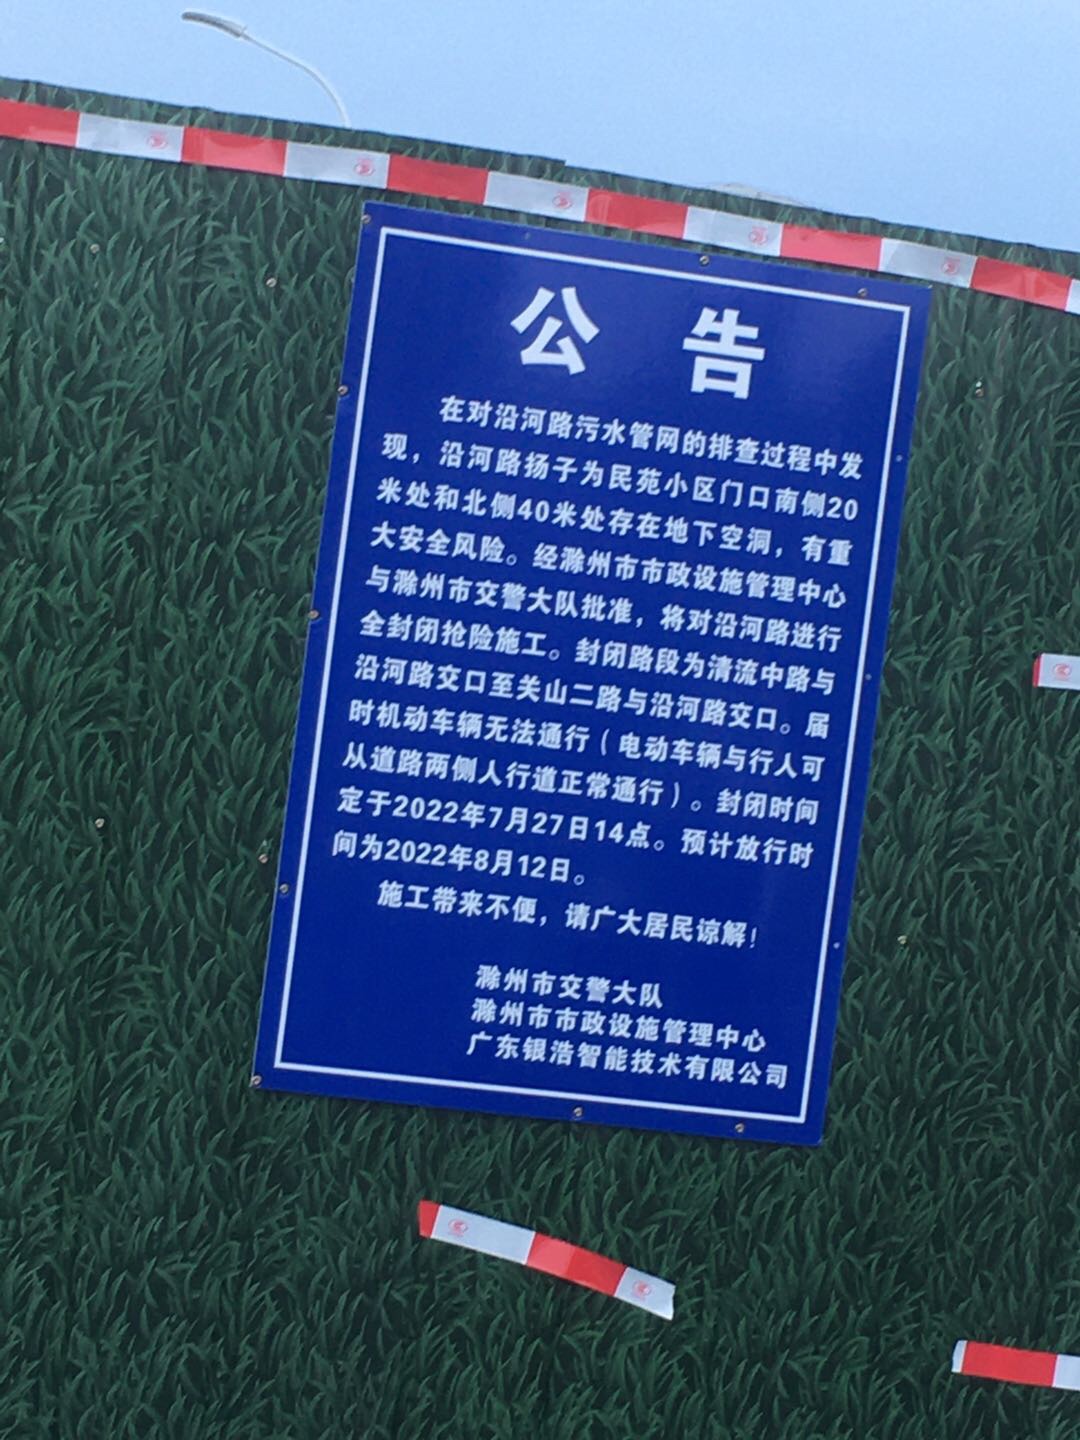 公 告
在对沿河路污水管网的排查过程中发
现，沿河路扬子为民苑小区门口南侧20
米处和北侧40米处存在地下空洞，有重
大安全风险。经滁州市市政设施管理中心
与滁州市交警大队批准，将对沿河路进行
全封闭抢险施工。封闭路段为清流中路与
沿河路交口至关山二路与沿河路交口。届
时机动车辆无法通行（电动车辆与行人可
从道路两侧人行道正常通行）。封闭时间
定于2022年7月27日14点。预计放行时
间为2022年8月12日。
施工带来不便，请广大居民谅解！
滁州市交警大队
滁州市市政设施管理中心
广东银浩智能技术有限公司